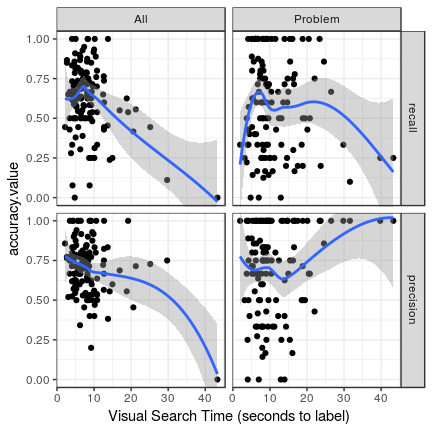 All Problem
1.00
0.75
0.50
0.25
0.00
recall
1.00
0.75
0.50
0.25
0.00
precision
accuracy.value
0 10 20 30 40 0 10 20 30 40
Visual Search Time (seconds to label)